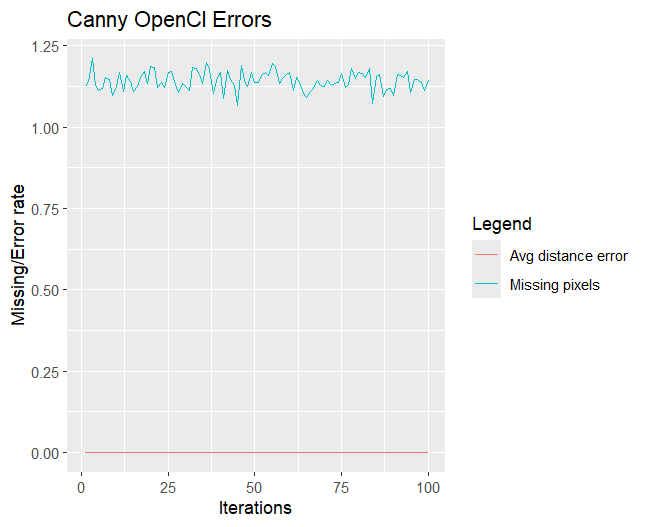 Canny OpenCl Errors
1.25
1.00
0.75
0.50
0.25
0.00
Missing/Error rate
0
25
50
75
100
Iterations
Legend
Avg distance error
Missing pixels